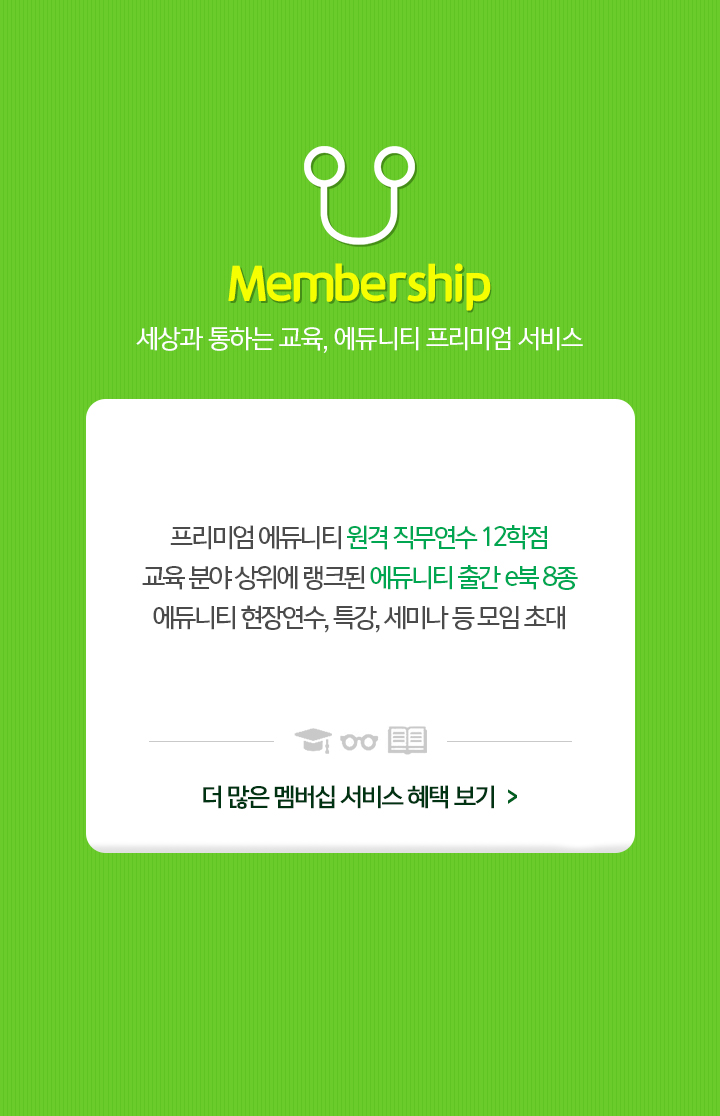 Membership
세상과 통하는 교육, 에듀니티 프리미엄 서비스
프리미엄 에듀니티 원격 직무연수 12학점
교육 분야 상위에 랭크된 에듀니티 출간 e북 8종
에듀니티 현장연수, 특강, 세미나 등 모임 초대
더 많은 멤버십 서비스 혜택 보기 >